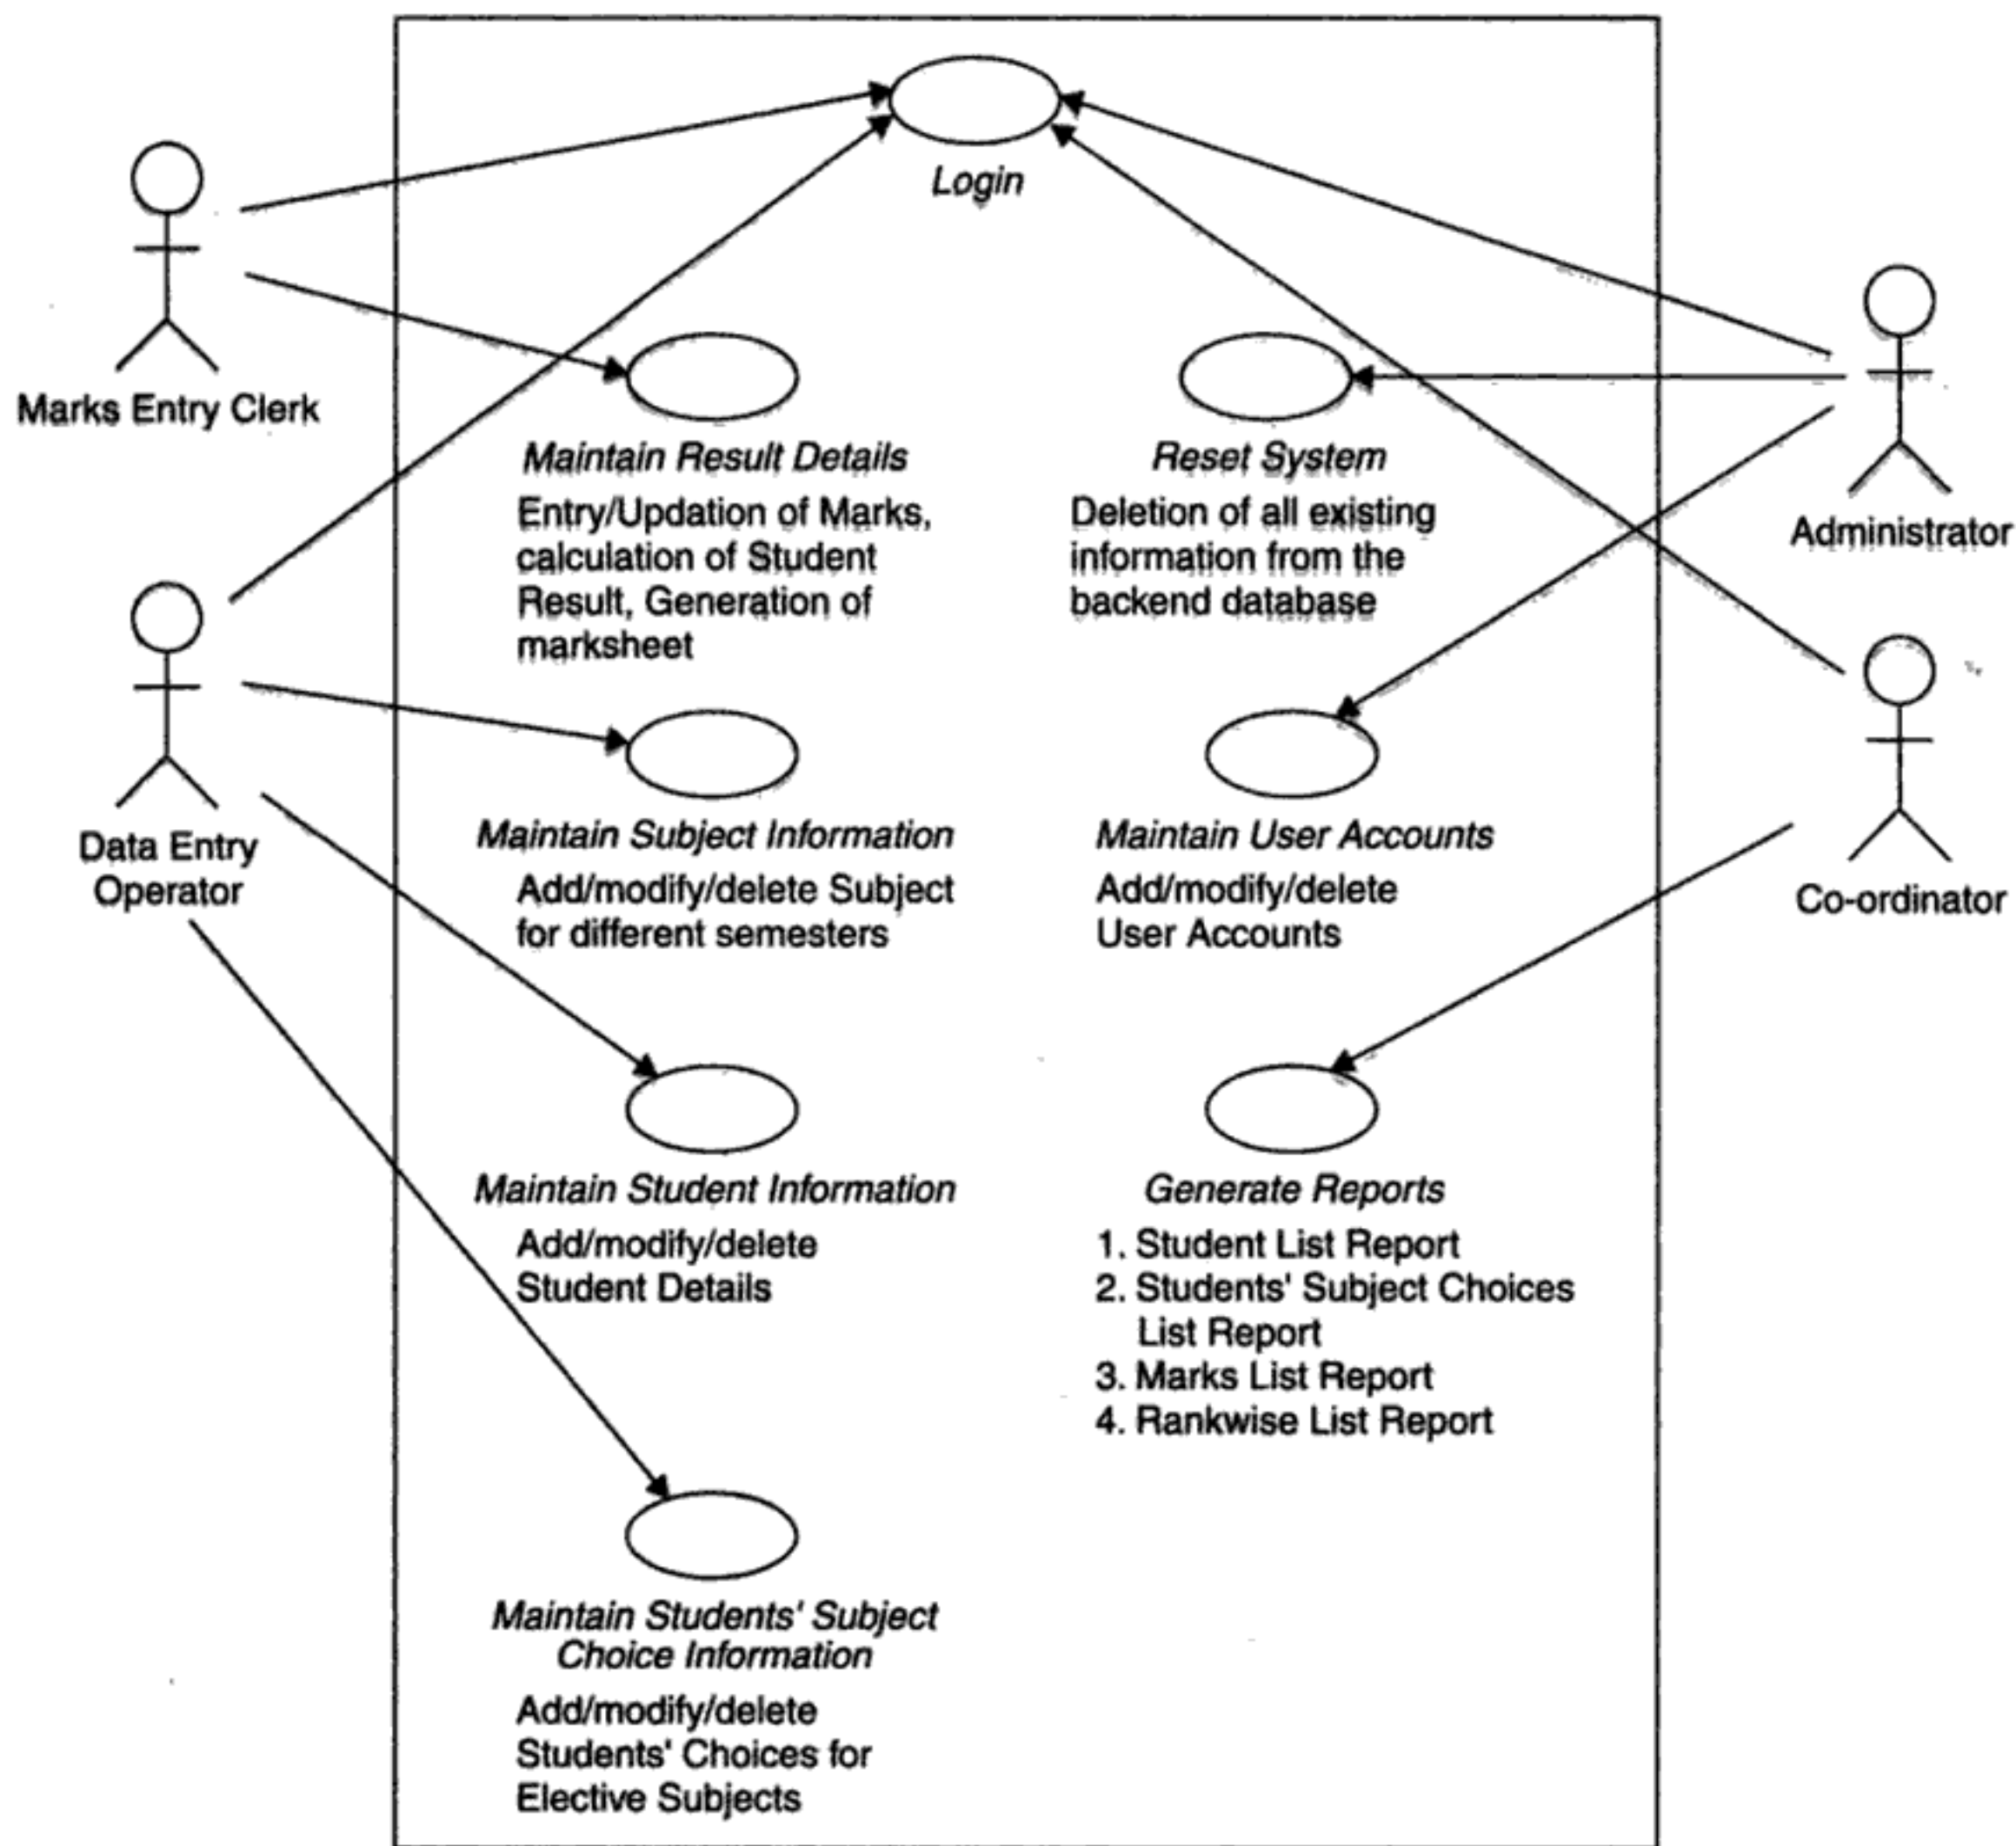 Login
Marks Entry Clerk
Maintain Result Details
Entry/Updation of Marks,
calculation of Student
Result, Generation of
marksheet
Reset System
Deletion of all existing
information from the
backend database
Administrator
Data Entry
Operator
Maintain Subject Information
Add/modify/delete Subject
for different semesters
Maintain User Accounts
Add/modify/delete
User Accounts
Co-ordinator
Maintain Student Information
Add/modify/delete
Student Details
Generate Reports
1. Student List Report
2. Students' Subject Choices
List Report
3. Marks List Report
4. Rankwise List Report
Maintain Students' Subject
Choice Information
Add/modify/delete
Students' Choices for
Elective Subjects